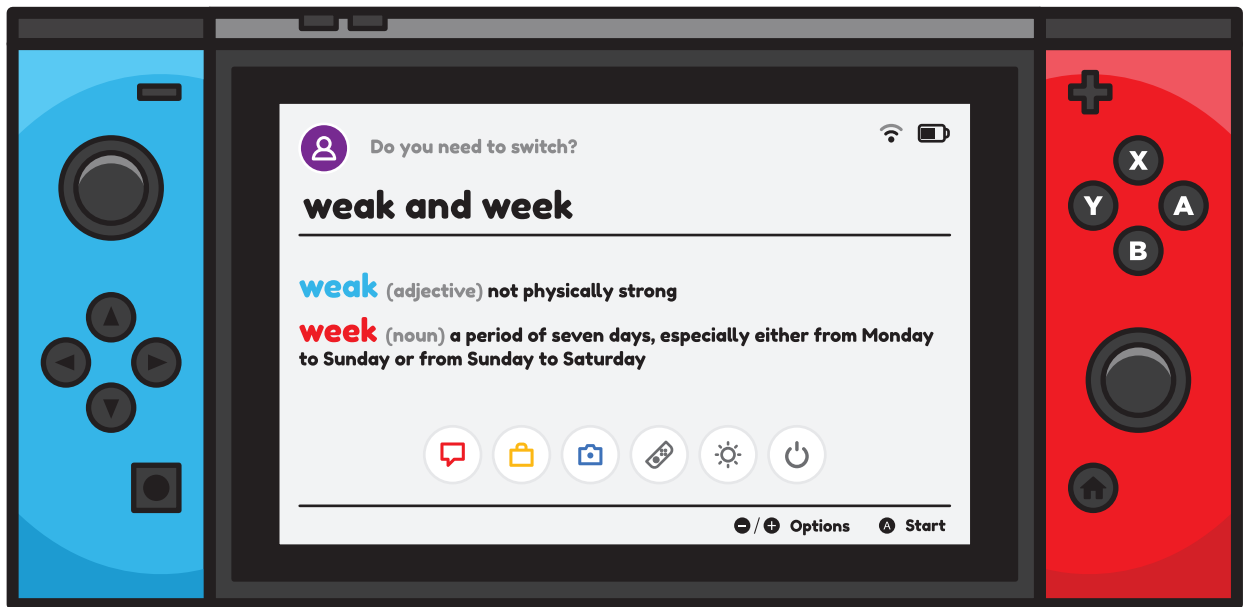 Do you need to switch?
weak and week
X
Y
A
B
weak (adjective) not physically strong
week (noun) a period of seven days, especially either from Monday
to Sunday or from Sunday to Saturday
−/+ Options A Start